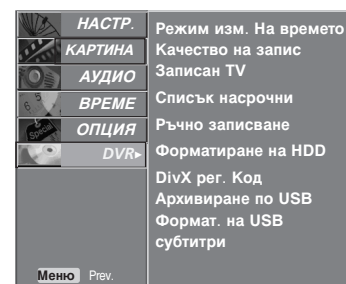 НАСТР.
КАРТИНА
АУДИО
ВРЕМЕ
Special
ОПЦИЯ
DVR
Меню Prev.
Режим изм. На времето
Качество на запис
Записан TV
Списък насрочни
Ръчно записване
Форматиране на HDD
DivX рег. Код
Архивиране по USB
Формат. на USB
субтитри